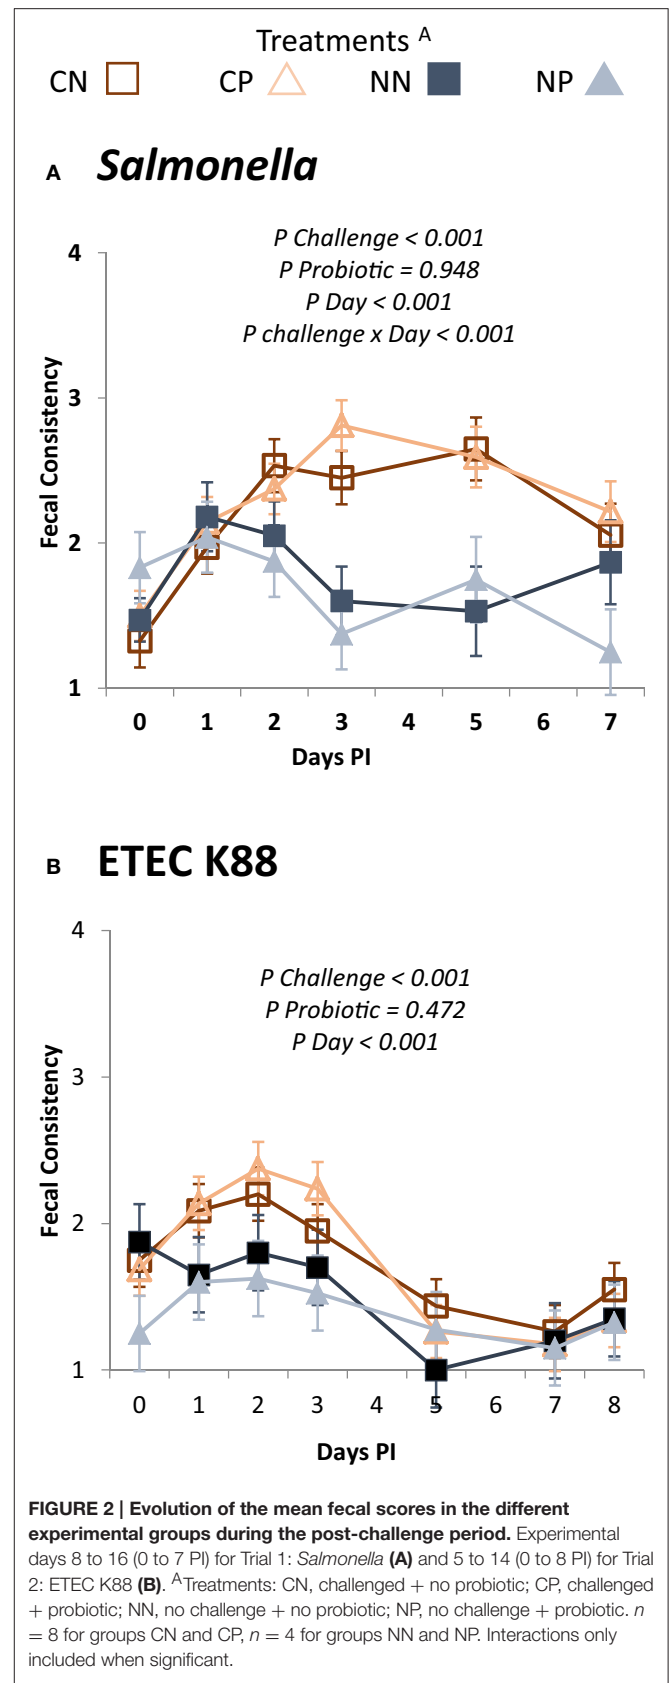 Treatments A
CN CP NN NP
A Salmonella
P Challenge < 0.001
P Probiotic = 0.948
P Day < 0.001
P challenge x Day < 0.001
4
3
2
1
Fecal Consistency
0 1 2 3 4 5 6 7
Days PI
B ETEC K88
P Challenge < 0.001
P Probiotic = 0.472
P Day < 0.001
4
3
2
1
Fecal Consistency
0 1 2 3 4 5 6 7 8
Days PI
FIGURE 2 | Evolution of the mean fecal scores in the different
experimental groups during the post-challenge period. Experimental
days 8 to 16 (0 to 7 PI) for Trial 1: Salmonella (A) and 5 to 14 (0 to 8 PI) for Trial
2: ETEC K88 (B). ATreatments: CN, challenged + no probiotic; CP, challenged
+ probiotic; NN, no challenge + no probiotic; NP, no challenge + probiotic. n
= 8 for groups CN and CP, n = 4 for groups NN and NP. Interactions only
included when significant.